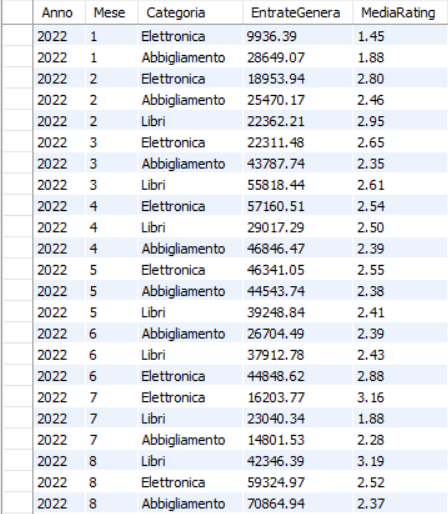 Anno Mese Categoria EntrateGenera MediaRating
2022 1 Elettronica 9936.39 1.45
2022 1 Abbigliamento 28649.07 1.88
2022 2 Elettronica 18953.94 2.80
2022 2 Abbigliamento 25470.17 2.46
2022 2 Libri 22362.21 2.95
2022 3 Elettronica 22311.48 2.65
2022 3 Abbigliamento 43787.74 2.35
2022 3 Libri 55818.44 2.61
2022 4 Elettronica 57160.51 2.54
2022 4 Libri 29017.29 2.50
2022 4 Abbigliamento 46846.47 2.39
2022 5 Elettronica 46341.05 2.55
2022 5 Abbigliamento 44543.74 2.38
2022 5 Libri 39248.84 2.41
2022 6 Abbigliamento 26704.49 2.39
2022 6 Libri 37912.78 2.43
2022 6 Elettronica 44848.62 2.88
2022 7 Elettronica 16203.77 3.16
2022 7 Libri 23040.34 1.88
2022 7 Abbigliamento 14801.53 2.28
2022 8 Libri 42346.39 3.19
2022 8 Elettronica 59324.97 2.52
2022 8 Abbigliamento 70864.94 2.37